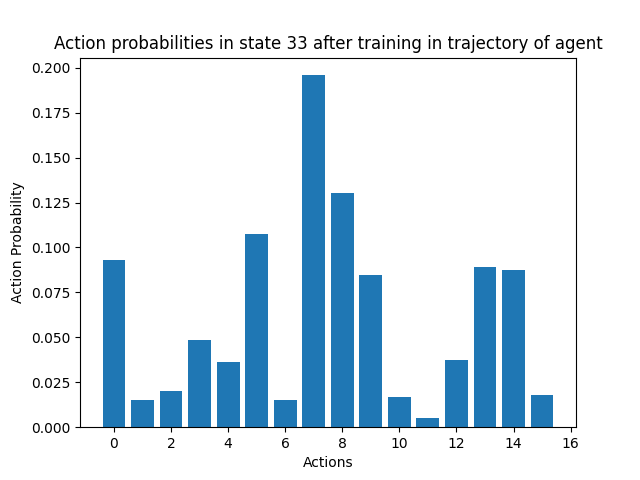 Action probabilities in state 33 after training in trajectory of agent
0.200
0.175
0.150
0.125
0.100
0.075
0.050
0.025
0.000
Action Probability
0 2 4 6 8 10 12 14 16
Actions